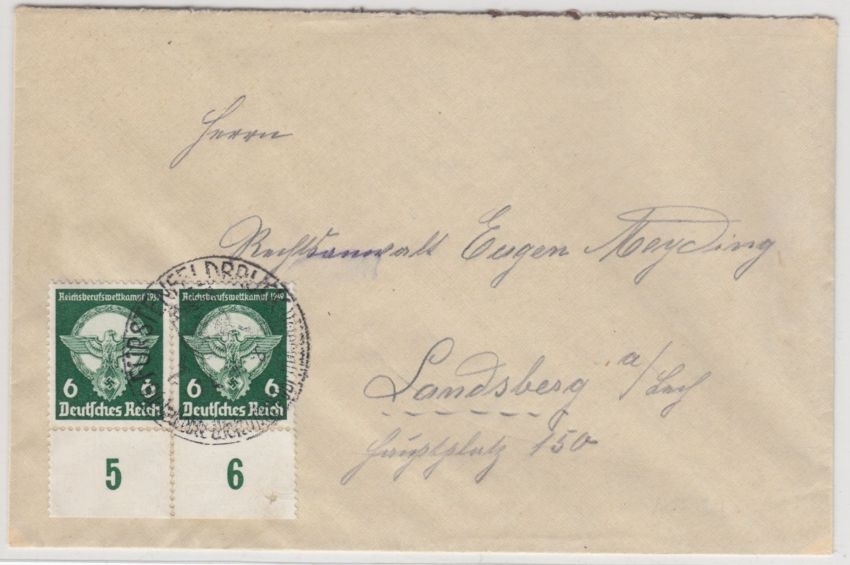 Herrn
Rechtsanwalt Eugen Meyding
Landsberg a/Lech
Hauptplatz 150
FÜRSTENFELDBRUCK
Reichsberufswettkampf 1939
6 6
Deutsches Reich
Reichsberufswettkampf 1939
6 6
Deutsches Reich
5 6